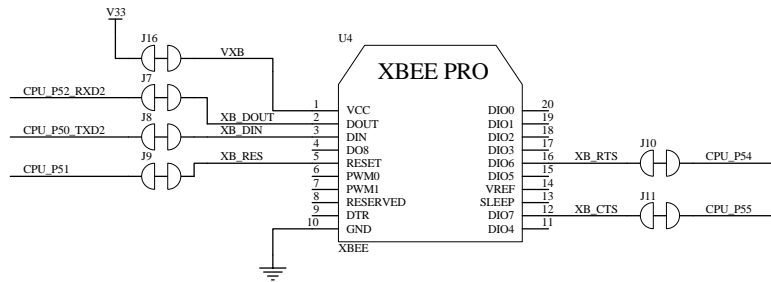 V33
J16
VXB
U4
XBEE PRO
J7
CPU_P52_RXD2
XB_DOUT
J8
CPU_P50_TXD2
XB_DIN
J9
CPU_P51
XB_RES
1 VCC
2 DOUT
3 DIN
4 DO8
5 RESET
6 PWM0
7 PWM1
8 RESERVED
9 DTR
10 GND
DIO0 20
DIO1 19
DIO2 18
DIO3 17
DIO6 16
DIO5 15
VREF 14
SLEEP 13
DIO7 12
DIO4 11
XB_RTS
J10
CPU_P54
XB_CTS
J11
CPU_P55
XBEE